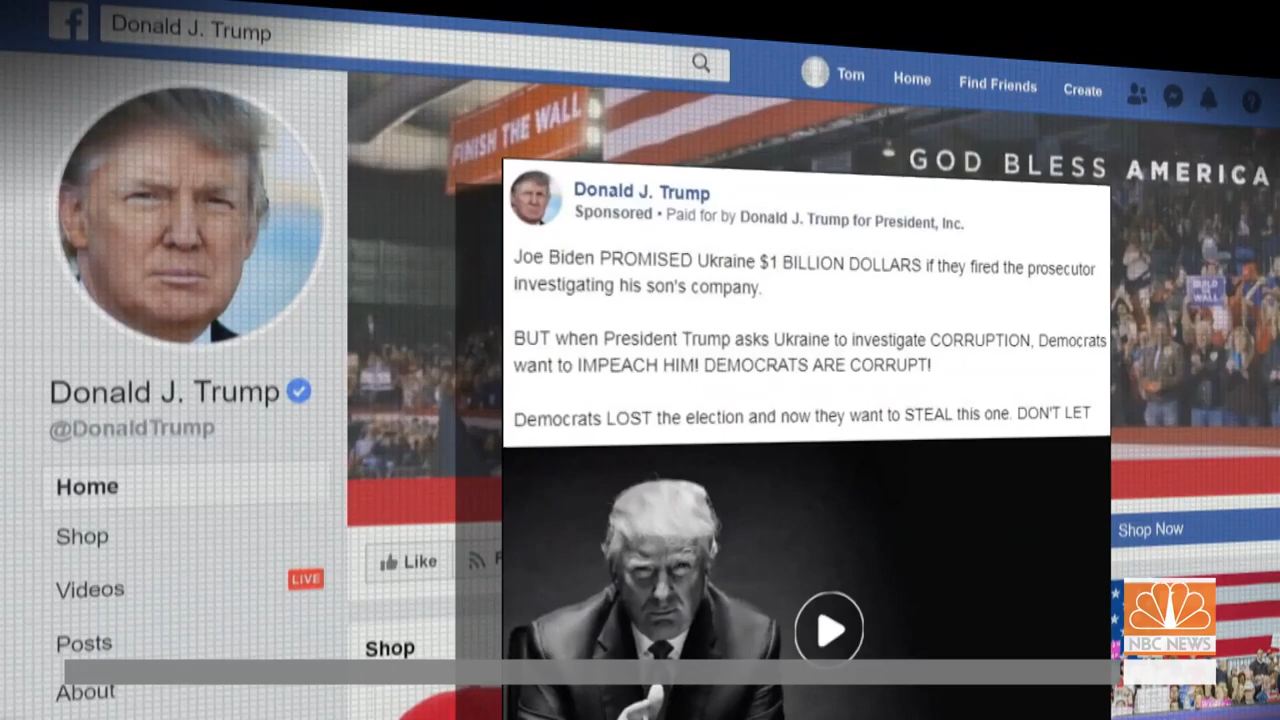 Donald J. Trump
Tom
Home
Find Friends
Create
FINISH THE WALL
GOD BLESS AMERICA
Donald J. Trump
Sponsored • Paid for by Donald J. Trump for President, Inc.
Joe Biden PROMISED Ukraine $1 BILLION DOLLARS if they fired the prosecutor
investigating his son's company.
BUT when President Trump asks Ukraine to investigate CORRUPTION, Democrats
want to IMPEACH HIM! DEMOCRATS ARE CORRUPT!
Democrats LOST the election and now they want to STEAL this one. DON'T LET
Donald J. Trump
@DonaldTrump
Home
Shop
Videos
LIVE
Posts
About
Like
Shop
Shop Now
NBC NEWS